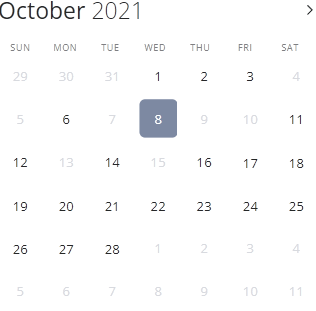 October 2021 >
SUN MON TUE WED THU FRI SAT
29 30 31 1 2 3 4
5 6 7 8 9 10 11
12 13 14 15 16 17 18
19 20 21 22 23 24 25
26 27 28 1 2 3 4
5 6 7 8 9 10 11